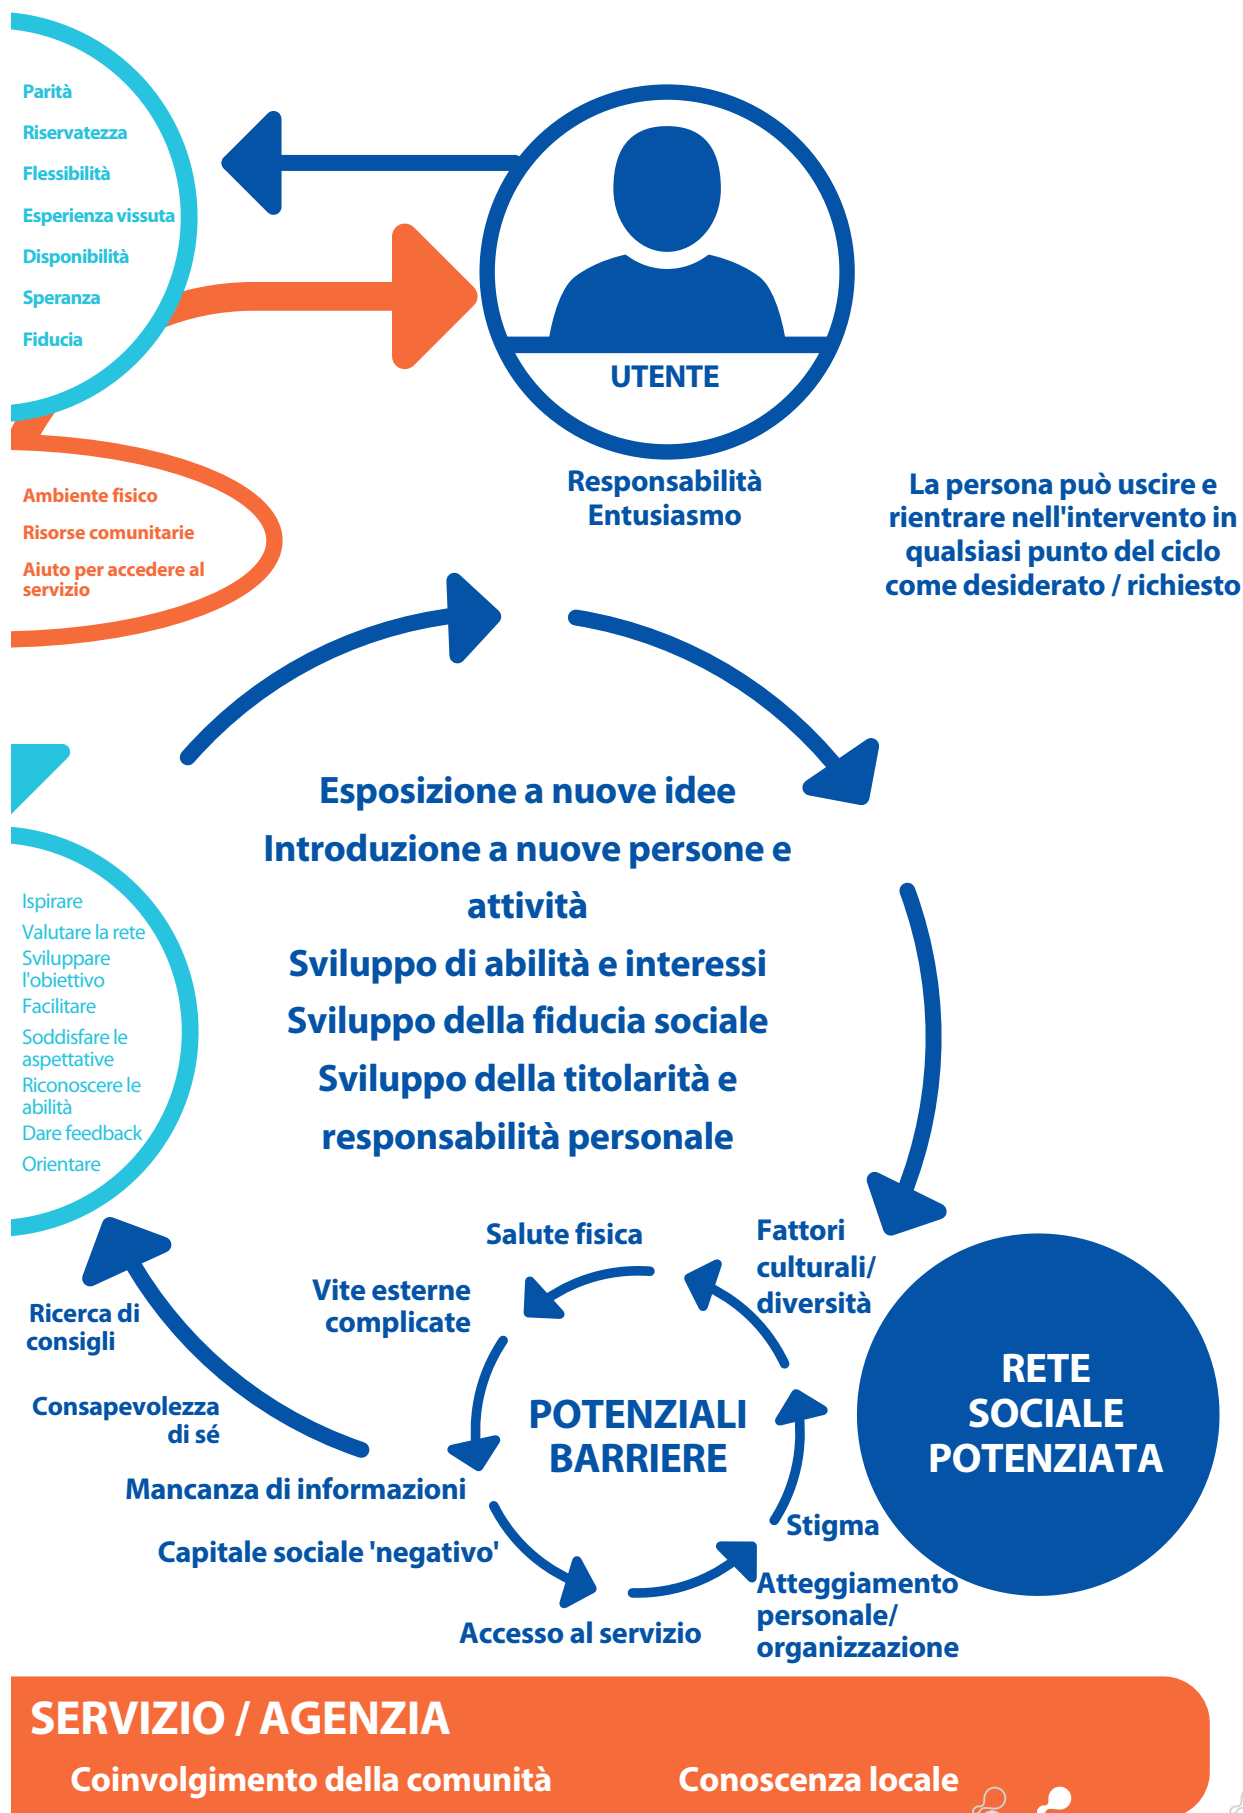 Parità
Riservatezza
Flessibilità
Esperienza vissuta
Disponibilità
Speranza
Fiducia
UTENTE
Responsabilità
Entusiasmo
La persona può uscire e
rientrare nell'intervento in
qualsiasi punto del ciclo
come desiderato / richiesto
Ambiente fisico
Risorse comunitarie
Aiuto per accedere al
servizio
Esposizione a nuove idee
Introduzione a nuove persone e
attività
Sviluppo di abilità e interessi
Sviluppo della fiducia sociale
Sviluppo della titolarità e
responsabilità personale
Ispirare
Valutare la rete
Sviluppare
l'obiettivo
Facilitare
Soddisfare le
aspettative
Riconoscere le
abilità
Dare feedback
Orientare
Salute fisica
Fattori
culturali/
diversità
Vite esterne
complicate
Ricerca di
consigli
Consapevolezza
di sé
POTENZIALI
BARRIERE
RETE
SOCIALE
POTENZIATA
Mancanza di informazioni
Capitale sociale 'negativo'
Stigma
Atteggiamento
personale/
organizzazione
Accesso al servizio
SERVIZIO / AGENZIA
Coinvolgimento della comunità
Conoscenza locale